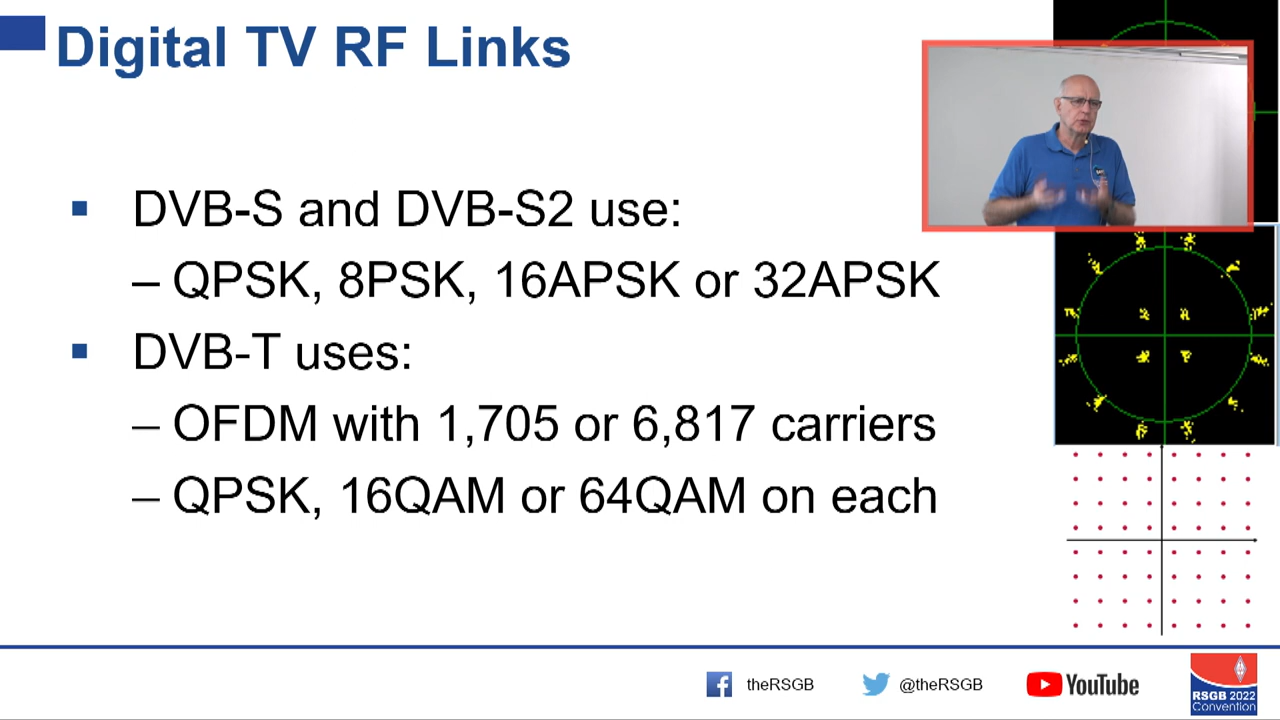 Digital TV RF Links
▪ DVB-S and DVB-S2 use:
– QPSK, 8PSK, 16APSK or 32APSK
▪ DVB-T uses:
– OFDM with 1,705 or 6,817 carriers
– QPSK, 16QAM or 64QAM on each
theRSGB
@theRSGB
YouTube
RSGB 2022
Convention